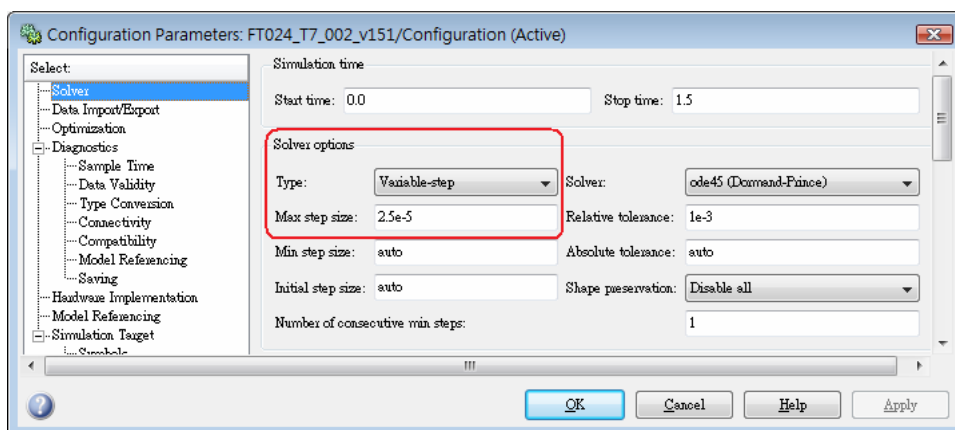 Configuration Parameters: FT024_T7_002_v151/Configuration (Active)
Select:
Solver
Data Import/Export
Optimization
Diagnostics
Sample Time
Data Validity
Type Conversion
Connectivity
Compatibility
Model Referencing
Saving
Hardware Implementation
Model Referencing
Simulation Target
Symbols
Simulation time
Start time: 0.0 Stop time: 1.5
Solver options
Type: Variable-step Solver: ode45 (Dormand-Prince)
Max step size: 2.5e-5 Relative tolerance: 1e-3
Min step size: auto Absolute tolerance: auto
Initial step size: auto Shape preservation: Disable all
Number of consecutive min steps: 1
OK Cancel Help Apply